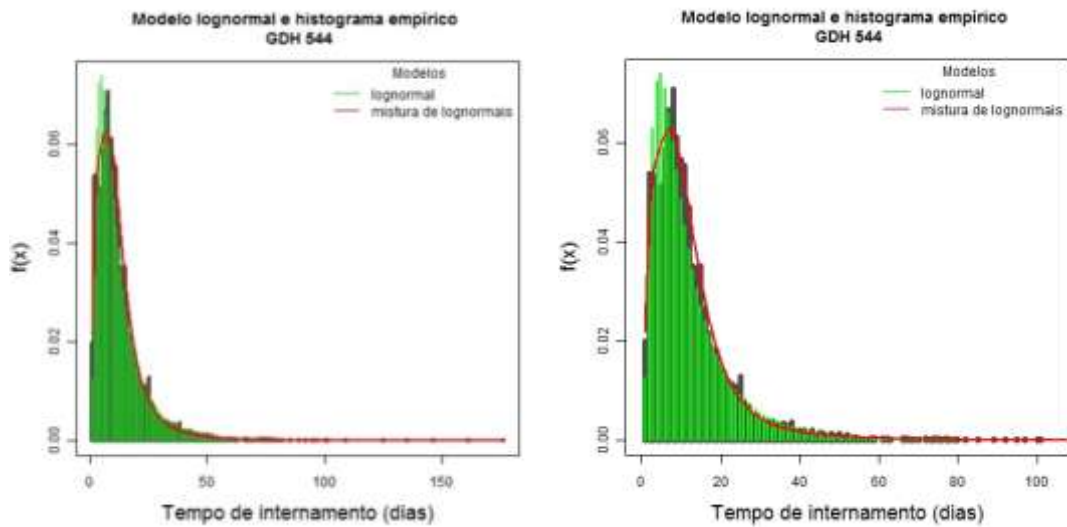 Modelo lognormal e histograma empírico
GDH 544
Modelos
lognormal
mistura de lognormais
f(x)
0.06
0.04
0.02
0.00
0
50
100
150
Tempo de internamento (dias)
Modelo lognormal e histograma empírico
GDH 544
Modelos
lognormal
mistura de lognormais
f(x)
0.06
0.04
0.02
0.00
0
20
40
60
80
100
Tempo de internamento (dias)